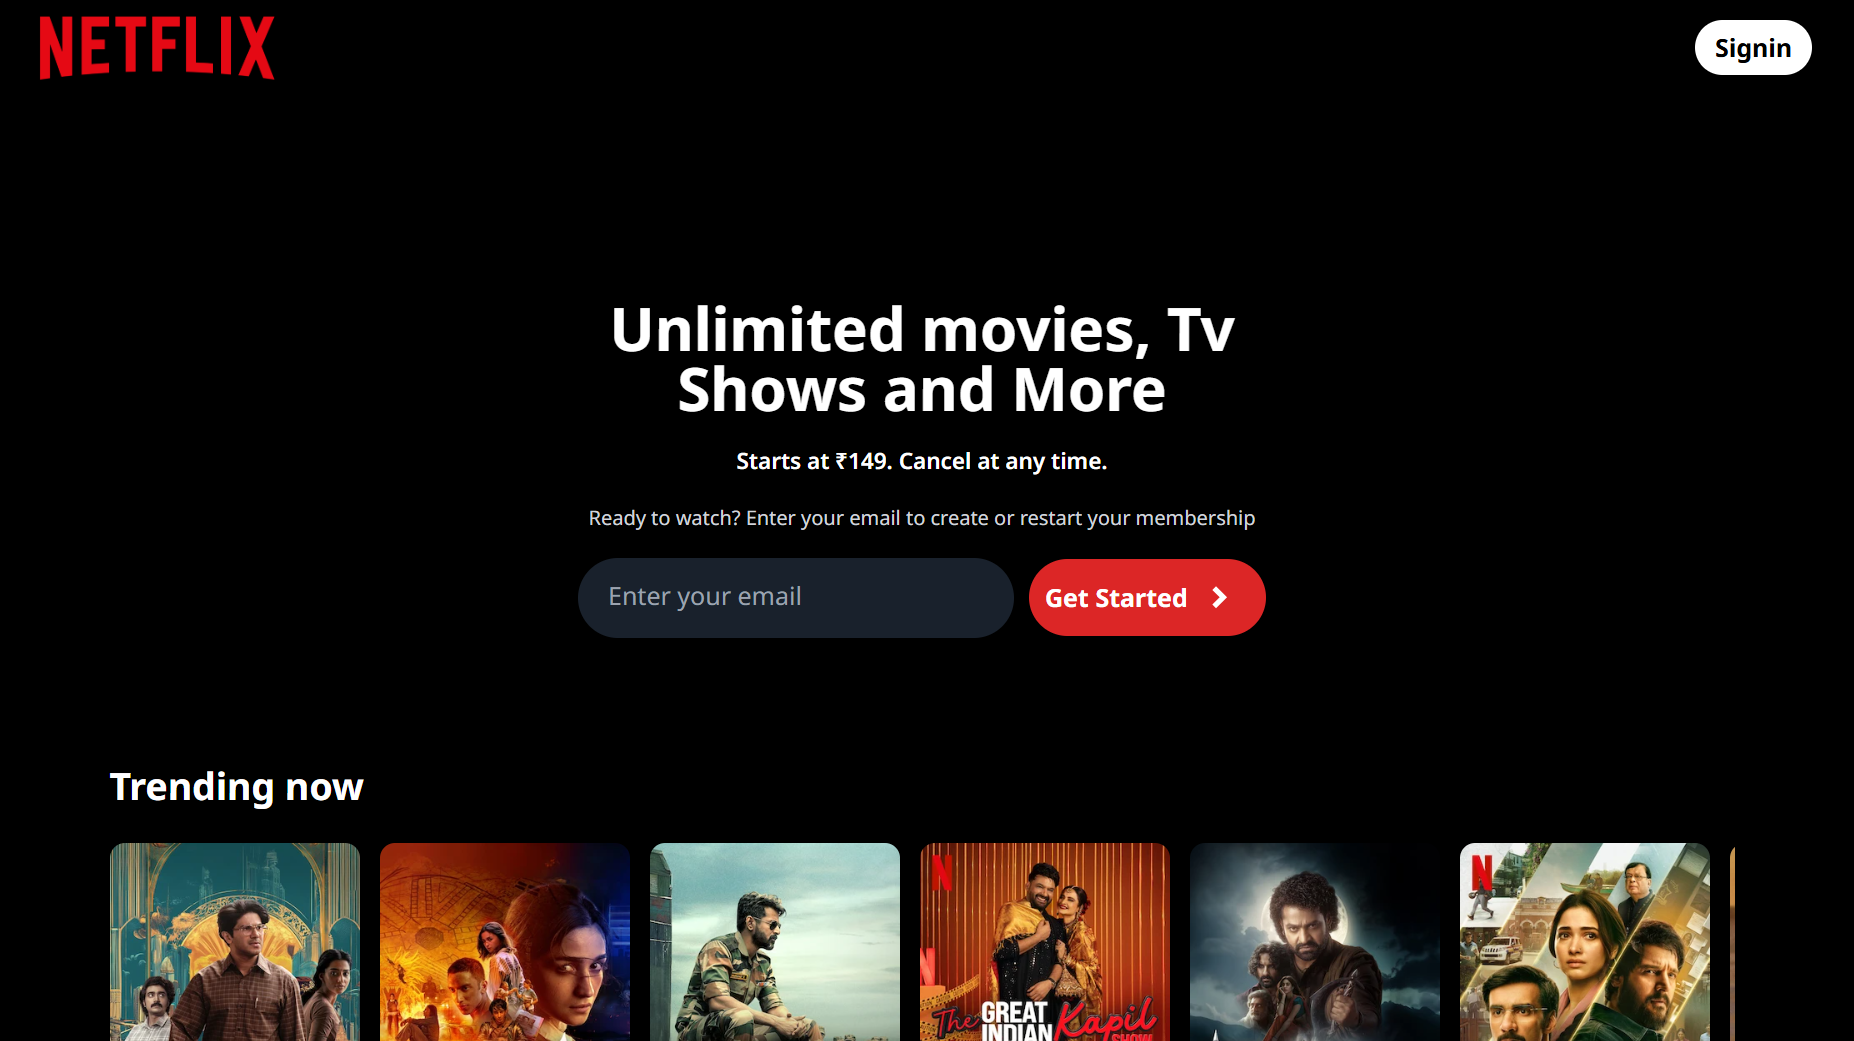 NETFLIX
Signin
Unlimited movies, Tv
Shows and More
Starts at ₹149. Cancel at any time.
Ready to watch? Enter your email to create or restart your membership
Enter your email
Get Started
Trending now
N
N
The GREAT
INDIAN Kapil
SHOW